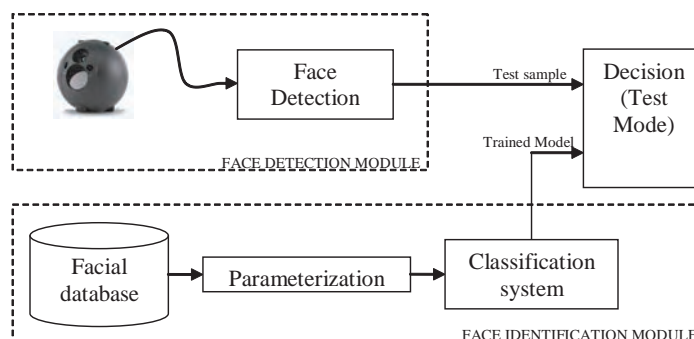 Face
Detection
Test sample
Decision
(Test
Mode)
Trained Model
FACE DETECTION MODULE
Facial
database
Parameterization
Classification
system
FACE IDENTIFICATION MODULE